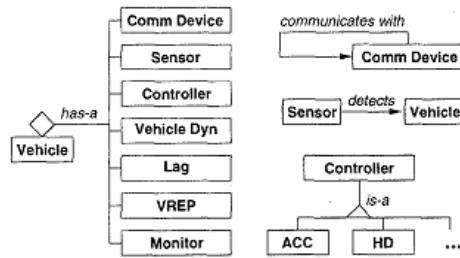 Comm Device
Sensor
Controller
has-a
Vehicle Dyn
Vehicle
Lag
VREP
Monitor
communicates with
Comm Device
Sensor
detects
Vehicle
Controller
is-a
ACC
HD
...